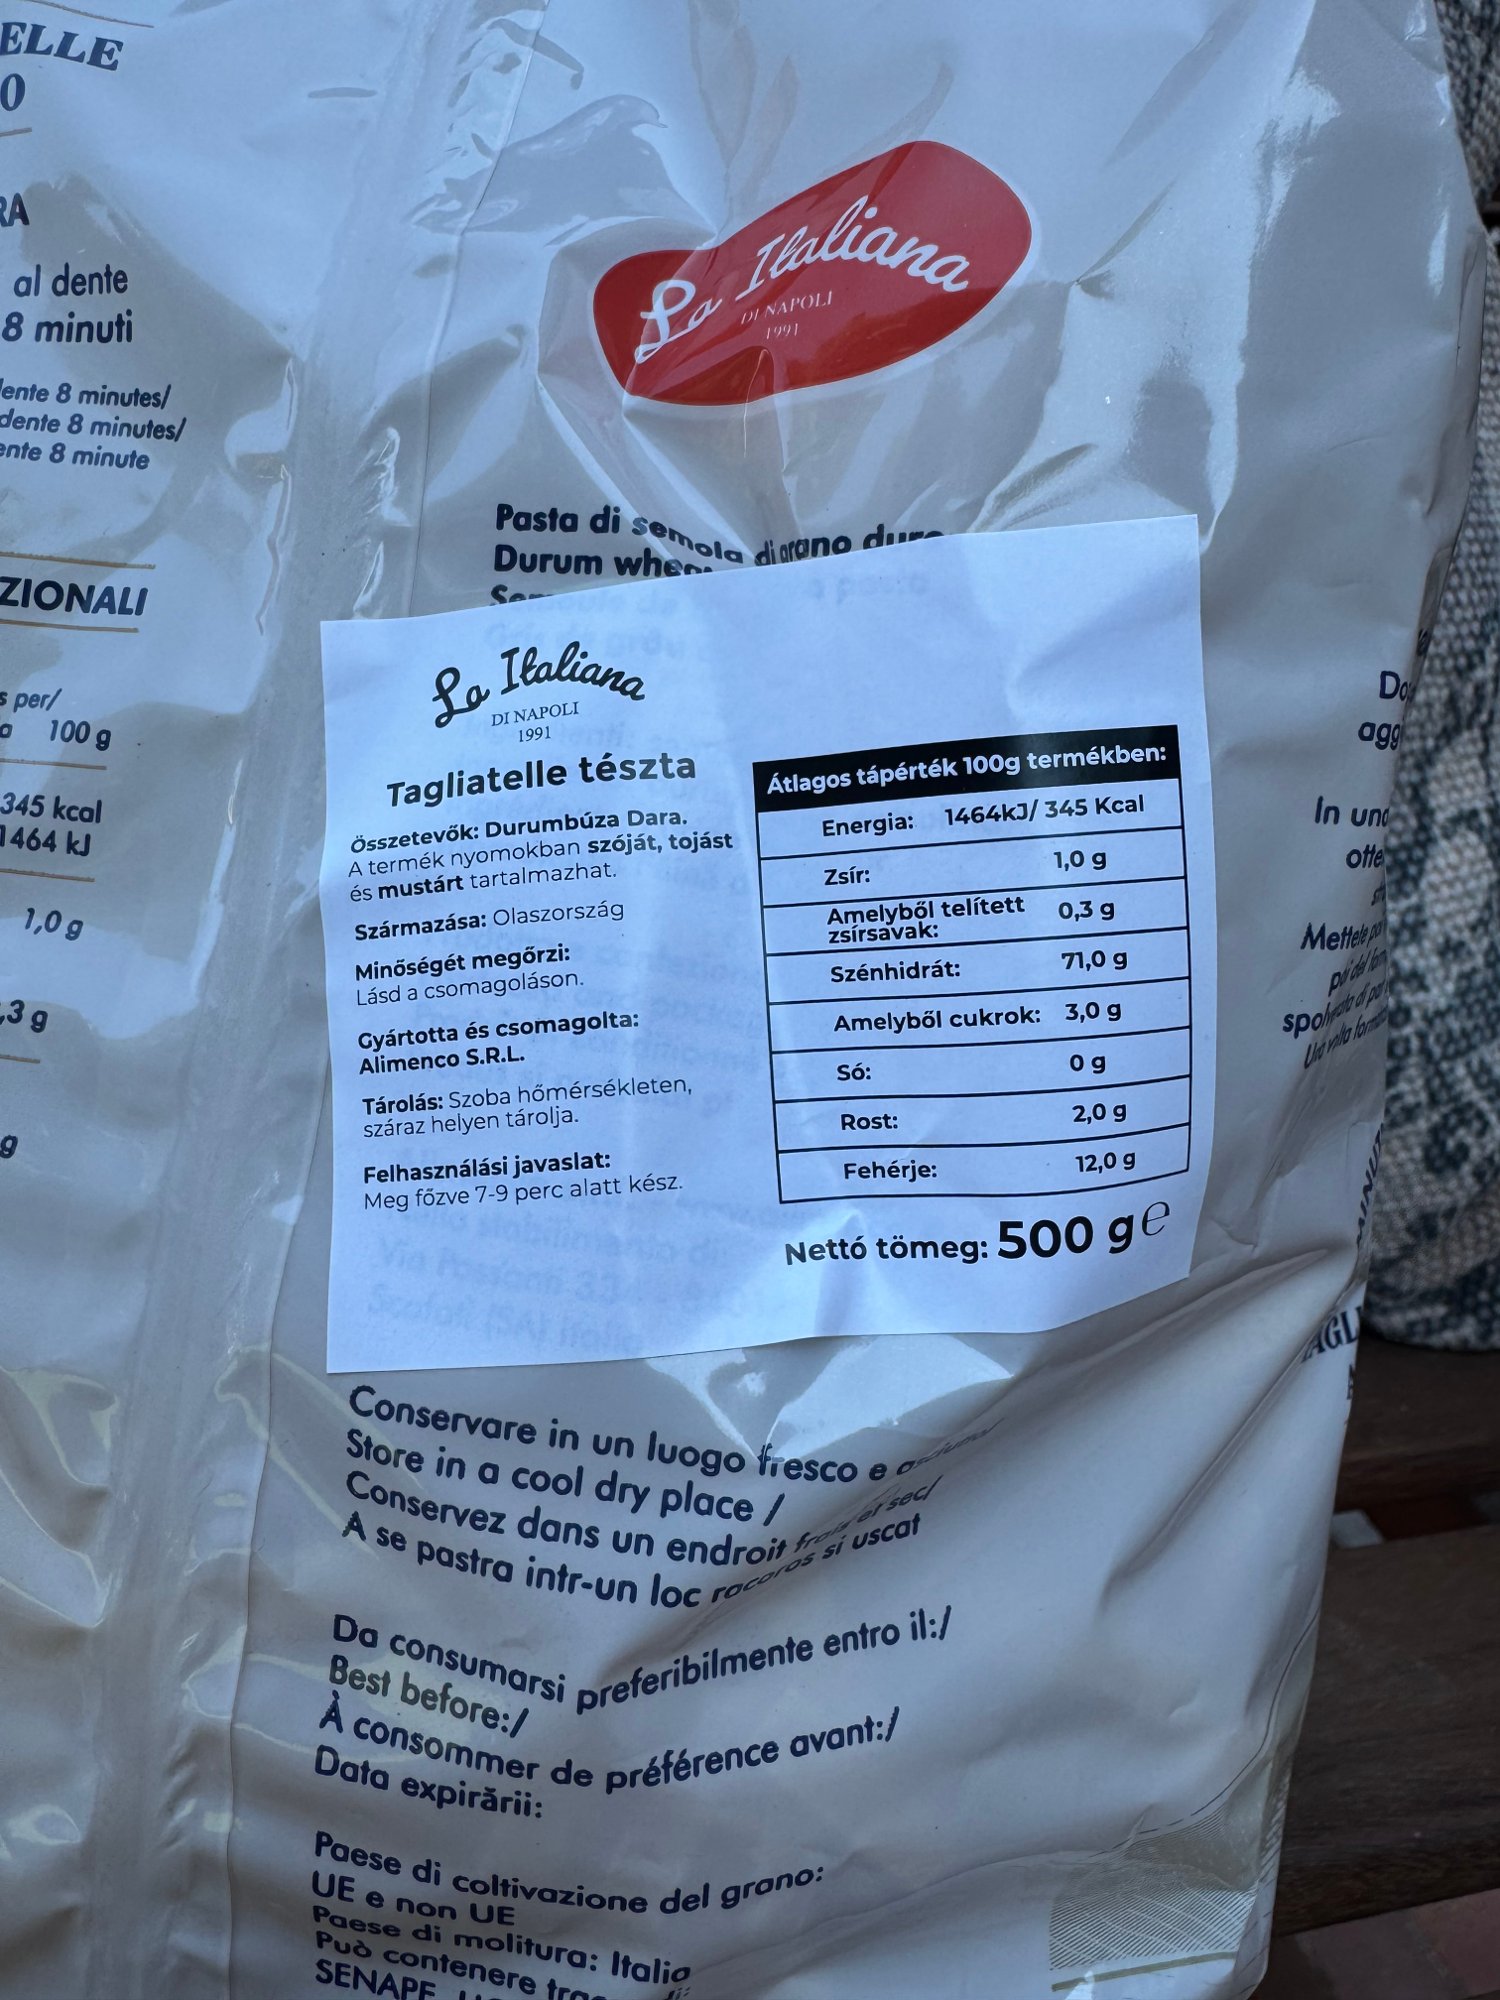 ELLE
O
RA
al dente
8 minuti
ente 8 minutes/
dente 8 minutes/
ente 8 minute
ZIONALI
s per/
a 100 g
345 kcal
1464 kJ
1,0 g
,3 g
g
La Italiana
DI NAPOLI
1991
Pasta di semola di grano duro
Durum
La Italiana
DI NAPOLI
1991
Tagliatelle tészta
Összetevők: Durumbúza Dara.
A termék nyomokban szóját, tojást
és mustárt tartalmazhat.
Származása: Olaszország
Minőségét megőrzi:
Lásd a csomagoláson.
Gyártotta és csomagolta:
Alimenco S.R.L.
Tárolás: Szoba hőmérsékleten,
száraz helyen tárolja.
Felhasználási javaslat:
Meg főzve 7-9 perc alatt kész.
Átlagos tápérték 100g termékben:
Energia: 1464kJ/ 345 Kcal
Zsír: 1,0 g
Amelyből telített
zsírsavak: 0,3 g
Szénhidrát: 71,0 g
Amelyből cukrok: 3,0 g
Só: 0 g
Rost: 2,0 g
Fehérje: 12,0 g
Nettó tömeg: 500 g e
Conservare in un luogo fresco e
Store in a cool dry place /
Conservez dans un endroit frais et sec/
A se pastra intr-un loc racoros si uscat
Da consumarsi preferibilmente entro il:/
Best before:/
À consommer de préférence avant:/
Data expirării:
Paese di coltivazione del grano:
UE e non UE
Paese di molitura: Italia
Può contenere
SENAPE
In una
Mettete